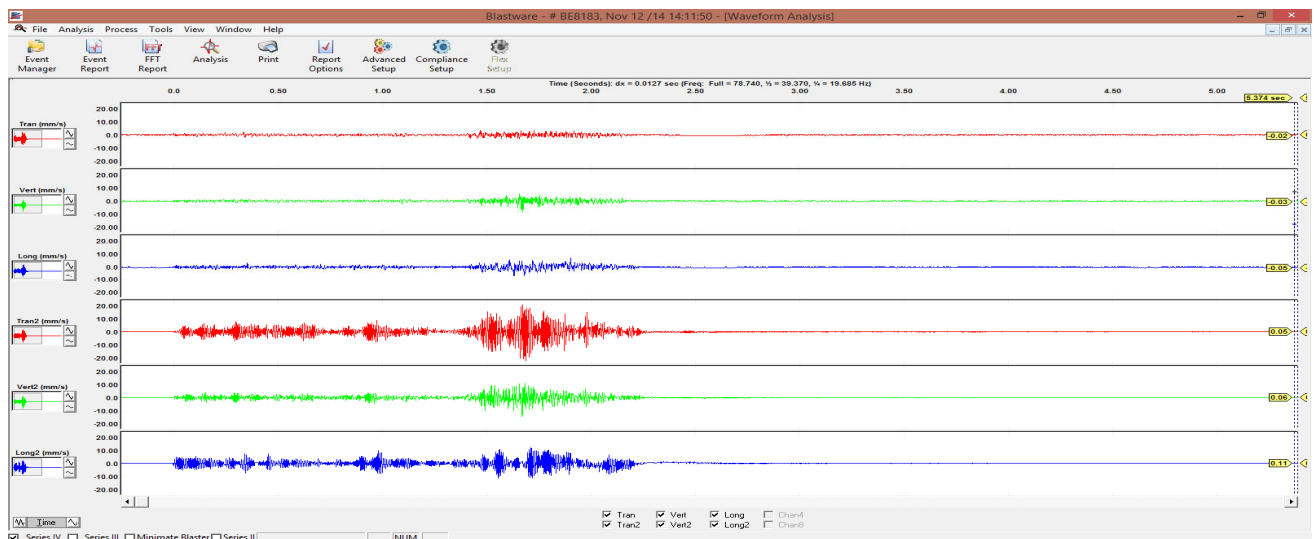 Blastware - # BE8183, Nov 12 /14 14:11:50 - [Waveform Analysis]
File Analysis Process Tools View Window Help
Event Manager
Event Report
FFT Report
Analysis
Print
Report Options
Advanced Setup
Compliance Setup
Flex Setup
Time (Seconds): dx = 0.0127 sec (Freq: Full = 78.740, ½ = 39.370, ¼ = 19.685 Hz)
0.0 0.50 1.00 1.50 2.00 2.50 3.00 3.50 4.00 4.50 5.00
5.374 sec
Tran (mm/s)
20.00
10.00
0.0
-10.00
-20.00
-0.02
Vert (mm/s)
20.00
10.00
0.0
-10.00
-20.00
-0.03
Long (mm/s)
20.00
10.00
0.0
-10.00
-20.00
-0.05
Tran2 (mm/s)
20.00
10.00
0.0
-10.00
-20.00
0.05
Vert2 (mm/s)
20.00
10.00
0.0
-10.00
-20.00
0.06
Long2 (mm/s)
20.00
10.00
0.0
-10.00
-20.00
0.11
Time
Tran Vert Long Chan4
Tran2 Vert2 Long2 Chan8
Series IV Series III Minimate Blaster Series II NUM